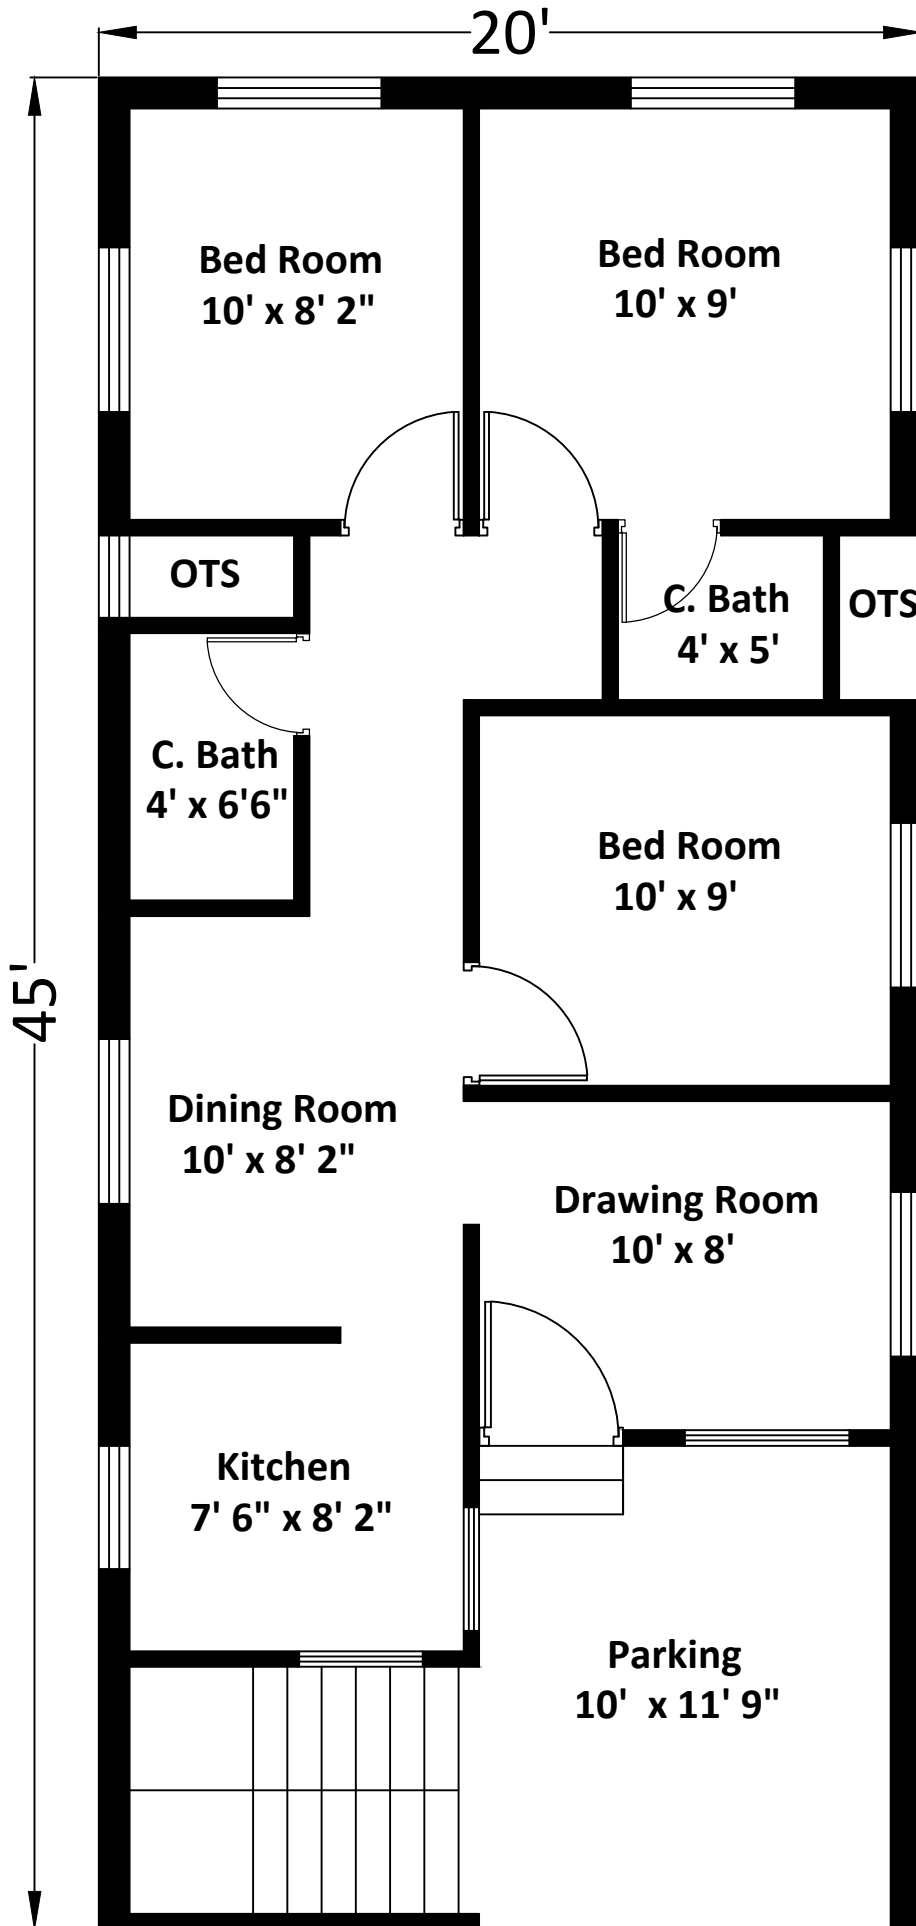 20'
45'
Bed Room
10' x 8' 2"
Bed Room
10' x 9'
OTS
C. Bath
4' x 5'
OTS
C. Bath
4' x 6'6"
Bed Room
10' x 9'
Dining Room
10' x 8' 2"
Drawing Room
10' x 8'
Kitchen
7' 6" x 8' 2"
Parking
10'  x 11' 9"